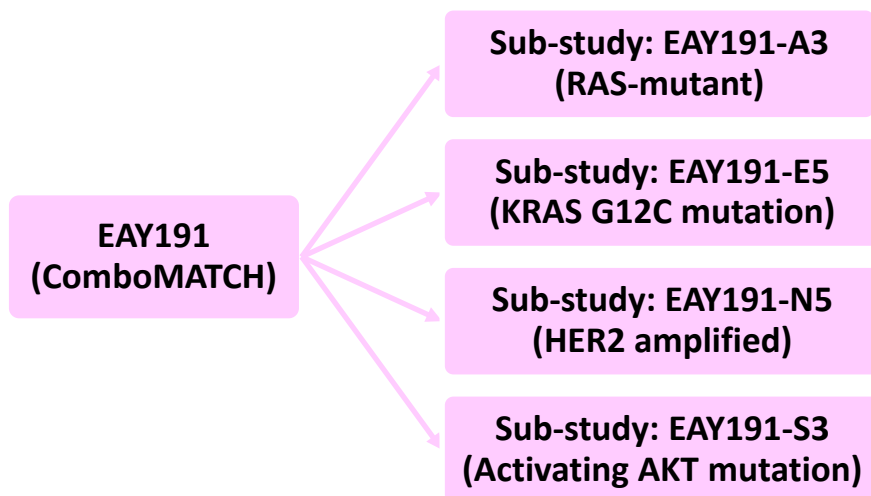 Sub-study: EAY191-A3
(RAS-mutant)
Sub-study: EAY191-E5
(KRAS G12C mutation)
EAY191
(ComboMATCH)
Sub-study: EAY191-N5
(HER2 amplified)
Sub-study: EAY191-S3
(Activating AKT mutation)